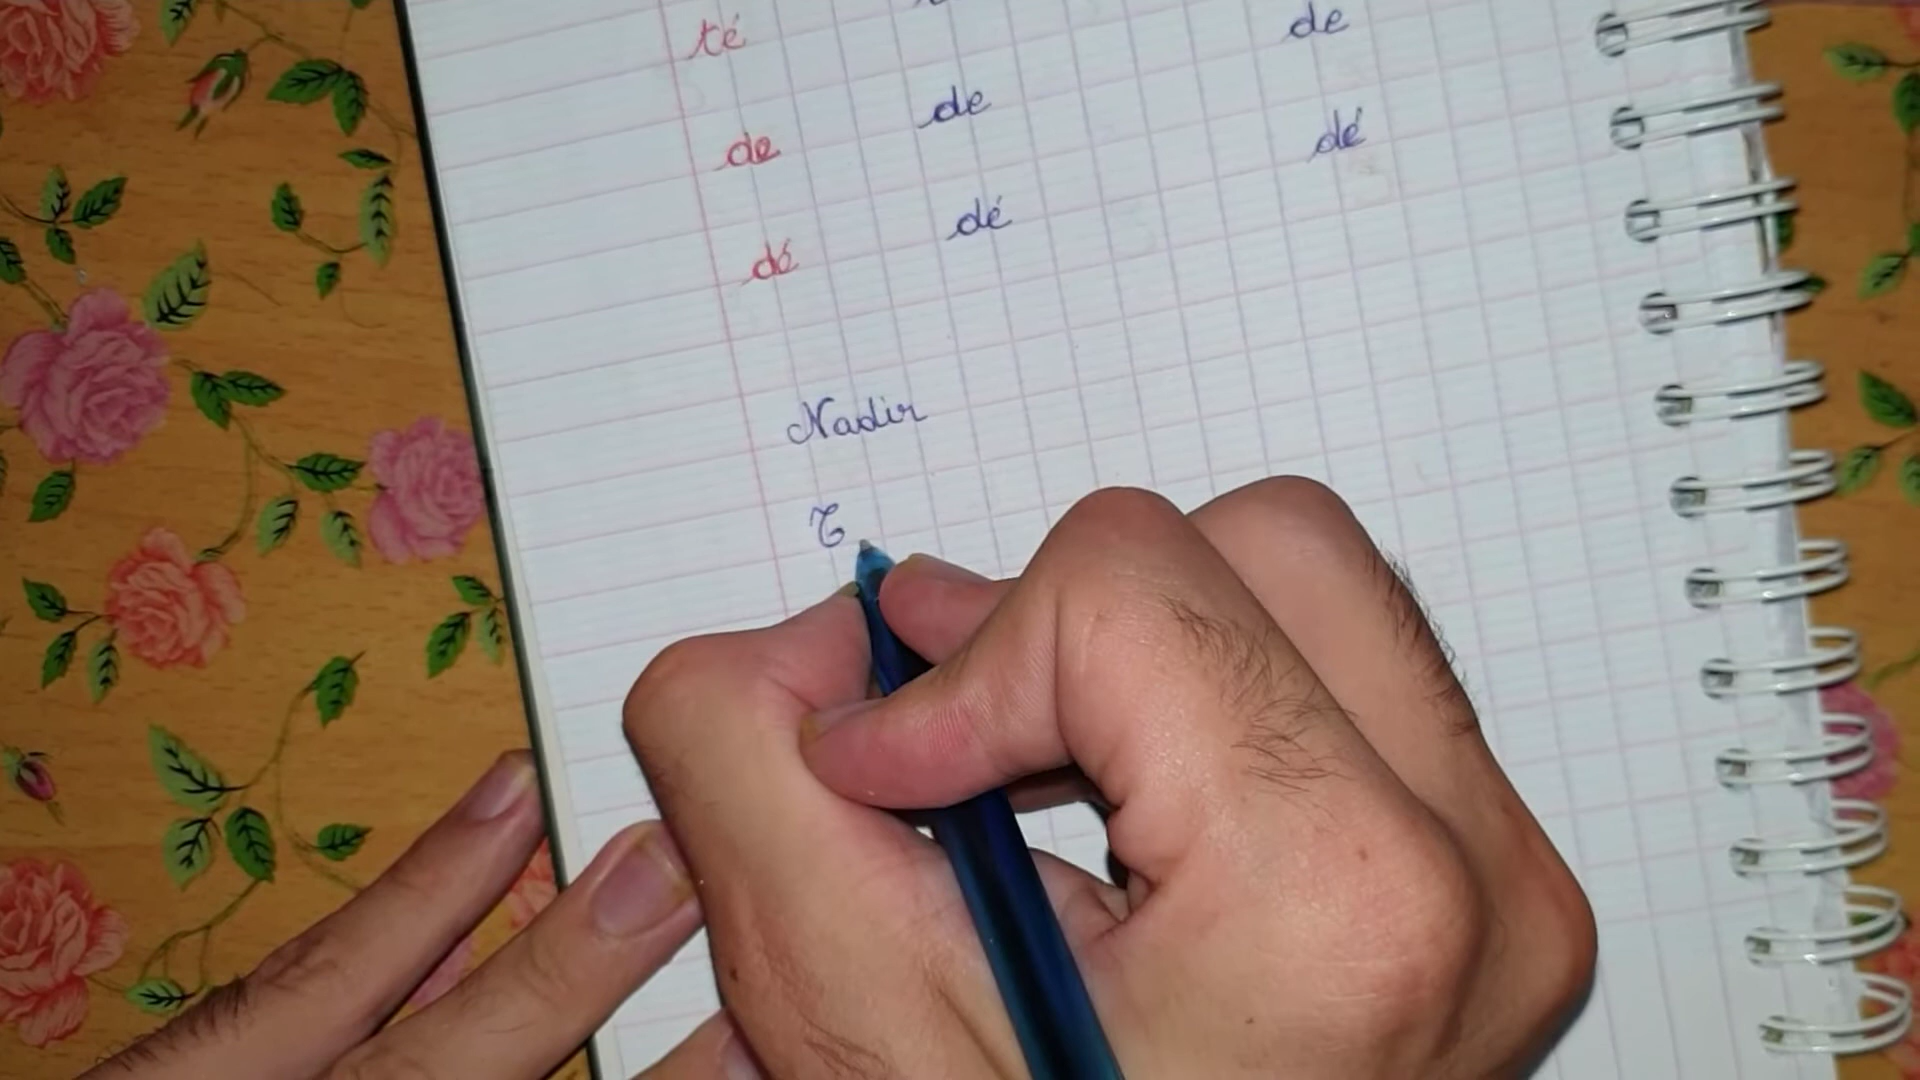 té de
de de
dé dé
dé
Nadir
T